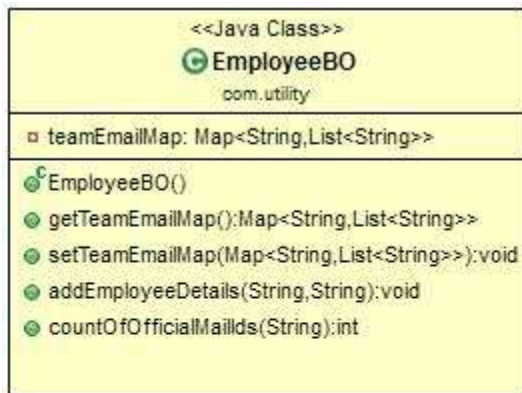 <<Java Class>>
EmployeeBO
com.utility
teamEmailMap: Map<String,List<String>>
EmployeeBO()
getTeamEmailMap():Map<String,List<String>>
setTeamEmailMap(Map<String,List<String>>):void
addEmployeeDetails(String,String):void
countOfOfficialMailIds(String):int